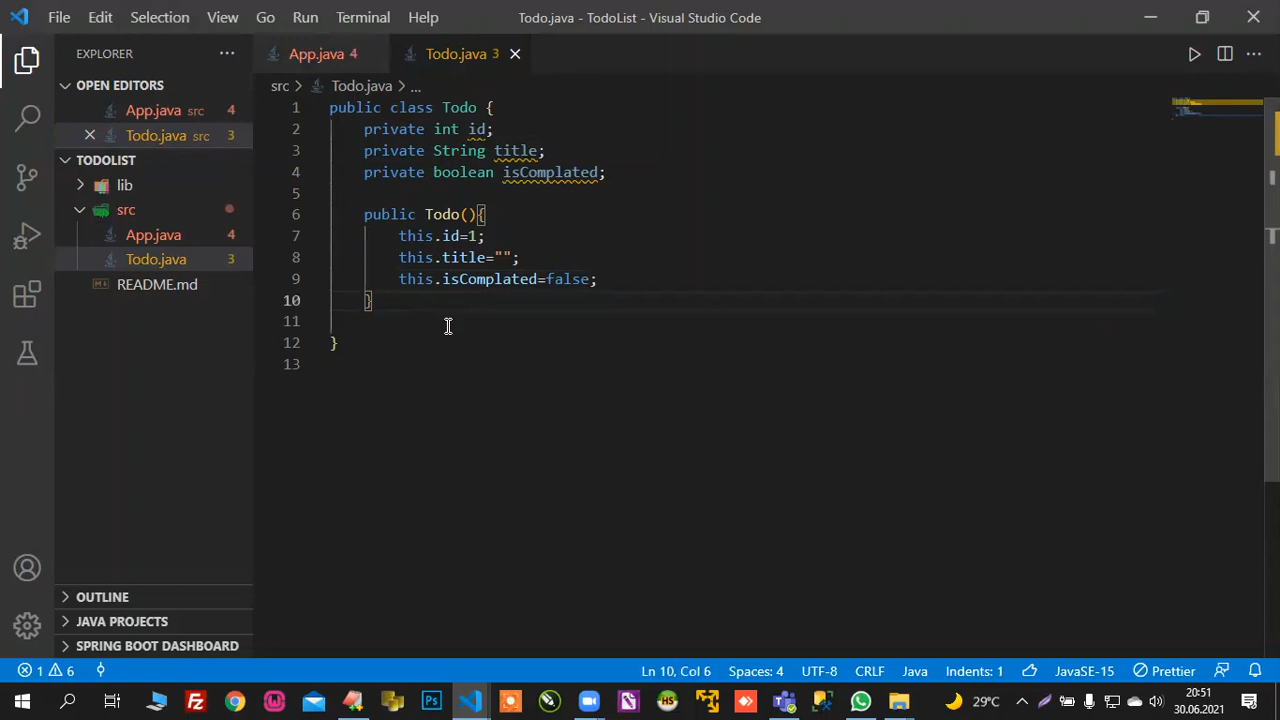 File Edit Selection View Go Run Terminal Help
Todo.java - TodoList - Visual Studio Code
EXPLORER
App.java 4
Todo.java 3
OPEN EDITORS
App.java src 4
Todo.java src 3
TODOLIST
lib
src
App.java 4
Todo.java 3
README.md
OUTLINE
JAVA PROJECTS
SPRING BOOT DASHBOARD
src > Todo.java > ...
1 public class Todo {
2 private int id;
3 private String title;
4 private boolean isComplated;
5
6 public Todo(){
7 this.id=1;
8 this.title="";
9 this.isComplated=false;
10 }
11
12 }
13
1 6
Ln 10, Col 6
Spaces: 4
UTF-8
CRLF
Java
Indents: 1
JavaSE-15
Prettier
29°C
20:51
30.06.2021